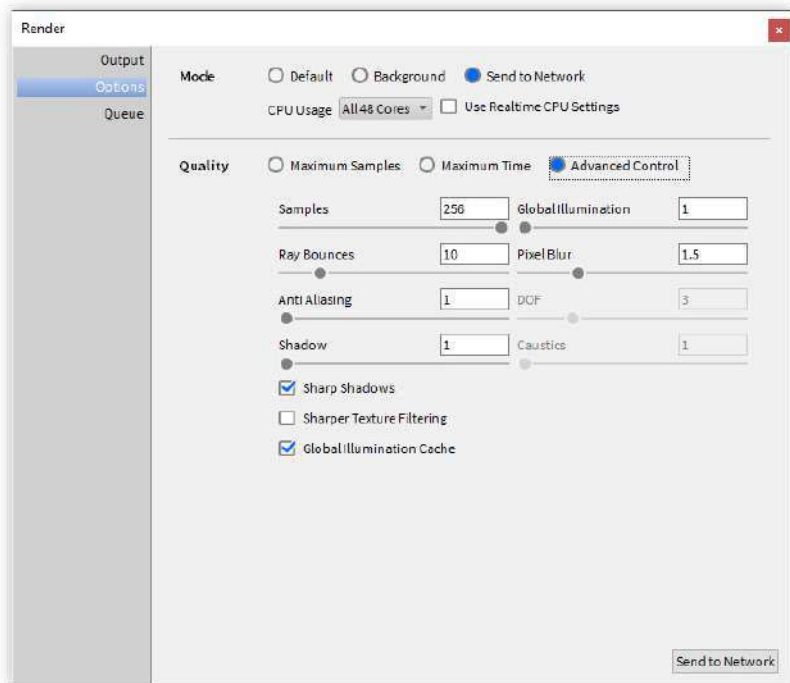 Render
Output
Options
Queue
Mode
Default Background Send to Network
CPU Usage All 48 Cores Use Realtime CPU Settings
Quality
Maximum Samples Maximum Time Advanced Control
Samples 256 Global Illumination 1
Ray Bounces 10 Pixel Blur 1.5
Anti Aliasing 1 DOF 3
Shadow 1 Caustics 1
Sharp Shadows
Sharper Texture Filtering
Global Illumination Cache
Send to Network